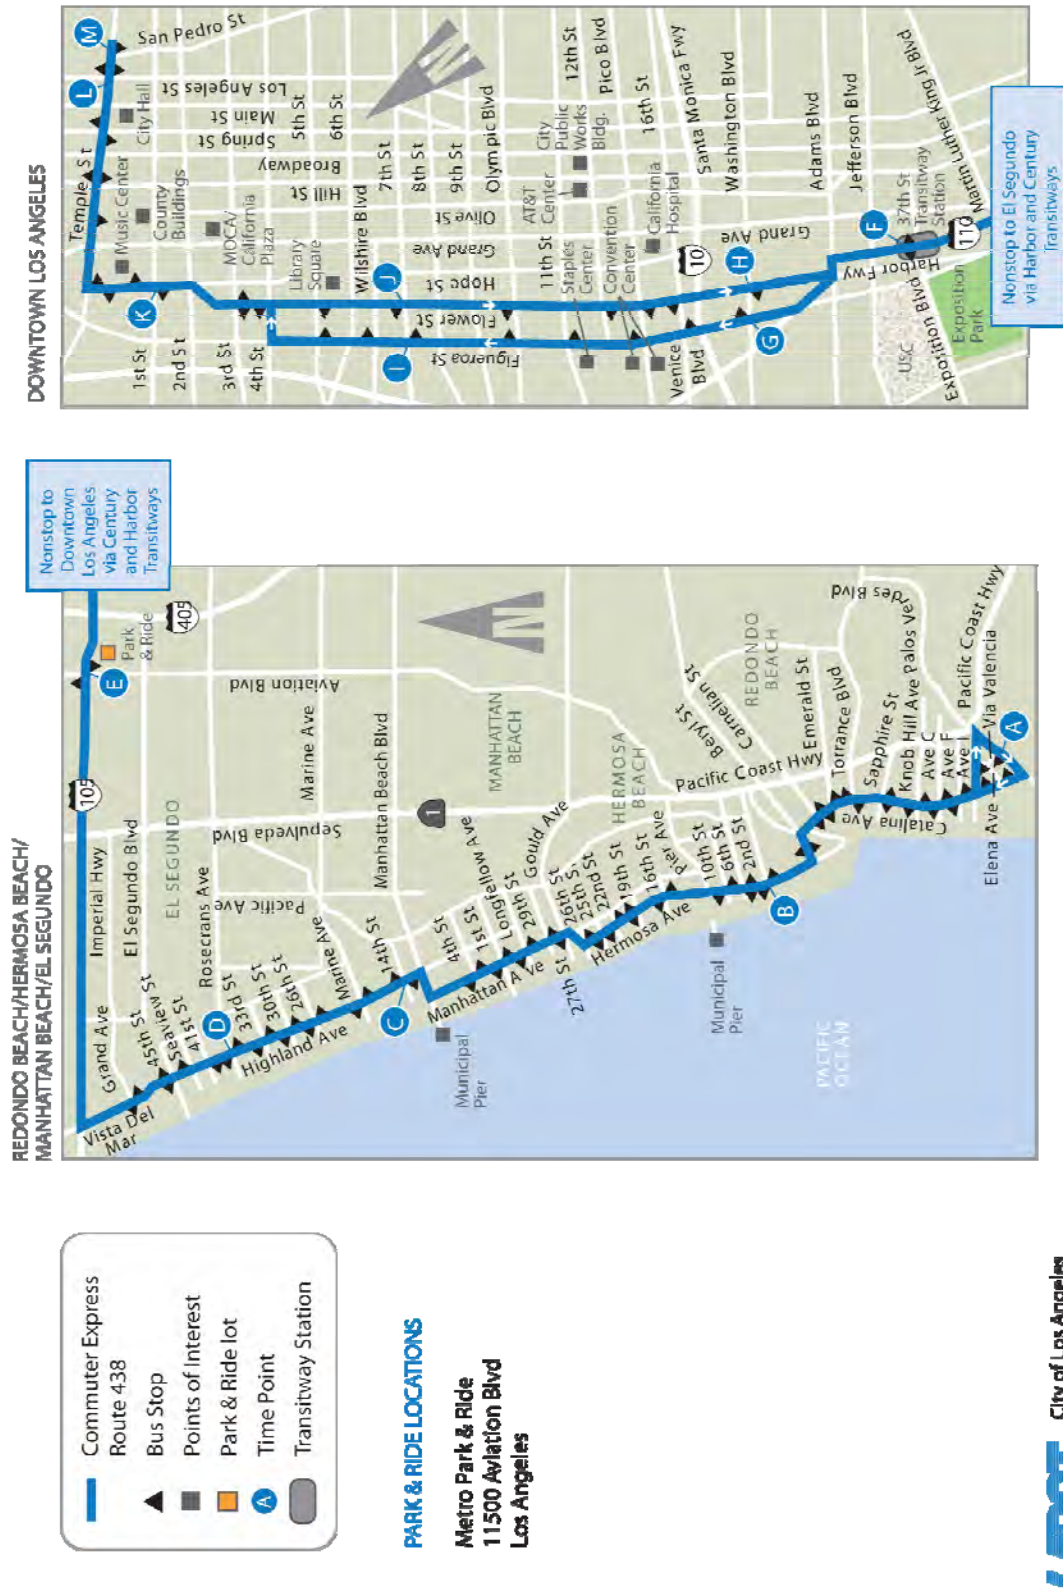 REDONDO BEACH/HERMOSA BEACH/
MANHATTAN BEACH/EL SEGUNDO
DOWNTOWN LOS ANGELES
Commuter Express
Route 438
Bus Stop
Points of Interest
Park & Ride lot
A
Time Point
Transitway Station
PARK & RIDE LOCATIONS
Metro Park & Ride
11500 Aviation Blvd
Los Angeles
City of Los Angeles
Nonstop to
Downtown
Los Angeles
via Century
and Harbor
Transitways
Grand Ave
Imperial Hwy
105
E
Park
& Ride
405
Vista Del
Mar
45th St
Seaview St
41st St
El Segundo Blvd
EL SEGUNDO
Rosecrans Ave
D
33rd St
30th St
26th St
Highland Ave
Pacific Ave
Sepulveda Blvd
Aviation Blvd
Marine Ave
Marine Ave
14th St
Manhattan Beach Blvd
C
1
Municipal
Pier
Manhattan Ave
4th St
1st St
Longfellow Ave
29th St
Gould Ave
MANHATTAN
BEACH
27th St
26th St
25th St
22nd St
19th St
16th St
Pier Ave
HERMOSA
BEACH
Hermosa Ave
10th St
6th St
2nd St
Municipal
Pier
B
Pacific Coast Hwy
Beryl St
Carnelian St
REDONDO
BEACH
Emerald St
Torrance Blvd
PACIFIC
OCEAN
Sapphire St
Knob Hill Ave
Palos Verdes Blvd
Ave C
Ave F
Ave I
Catalina Ave
Pacific Coast Hwy
Via Valencia
Elena Ave
A
M
L
San Pedro St
Los Angeles St
Main St
Spring St
Broadway
Hill St
Olive St
Grand Ave
Hope St
Flower St
Figueroa St
Temple St
City Hall
Music Center
County
Buildings
MOCA/
California
Plaza
Library
Square
K
1st St
2nd St
3rd St
4th St
5th St
6th St
Wilshire Blvd
7th St
8th St
9th St
Olympic Blvd
J
I
11th St
Staples
Center
AT&T
Center
City
Public
Works
Bldg.
12th St
Pico Blvd
Convention
Center
California
Hospital
16th St
Venice
Blvd
10
Santa Monica Fwy
Washington Blvd
H
G
Grand Ave
Adams Blvd
Jefferson Blvd
F
37th St
Transitway
Station
Harbor Fwy
110
USC
Exposition Blvd
Exposition
Park
Martin Luther King Jr Blvd
Nonstop to El Segundo
via Harbor and Century
Transitways